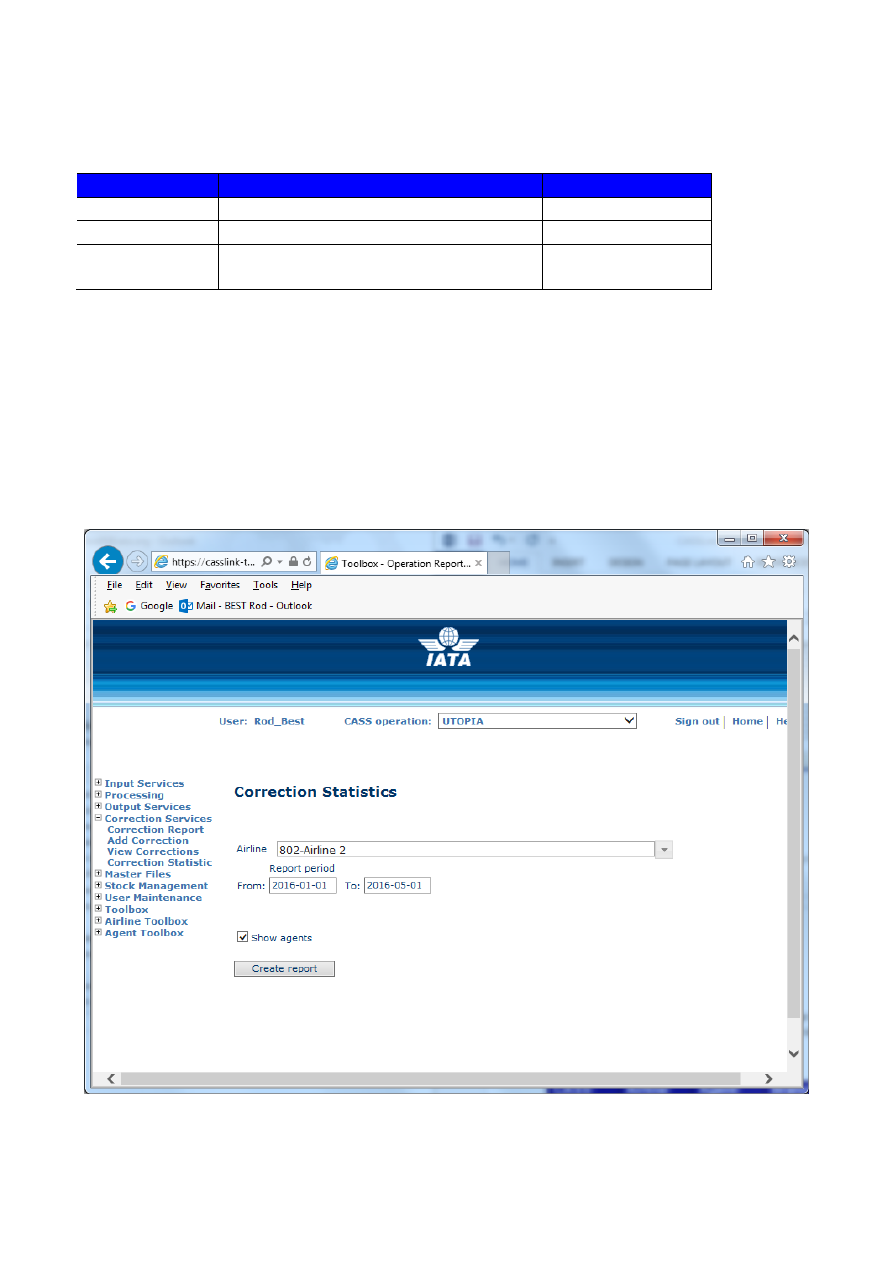 https://casslink-t...
Toolbox - Operation Report...
File Edit View Favorites Tools Help
Google Mail - BEST Rod - Outlook
IATA
User: Rod_Best CASS operation: UTOPIA Sign out | Home | He
Input Services
Processing
Output Services
Correction Services
Correction Report
Add Correction
View Corrections
Correction Statistic
Master Files
Stock Management
User Maintenance
Toolbox
Airline Toolbox
Agent Toolbox
Correction Statistics
Airline 802-Airline 2
Report period
From: 2016-01-01 To: 2016-05-01
Show agents
Create report